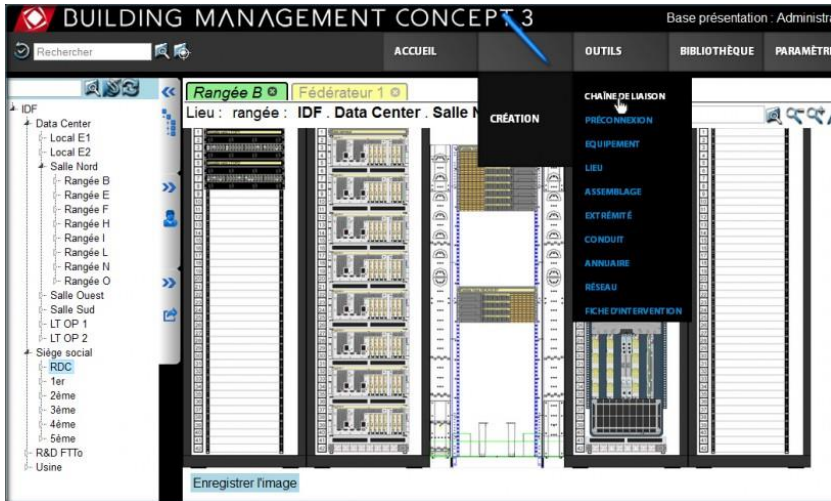 BUILDING MANAGEMENT CONCEPT 3
Base présentation : Administra
Rechercher
ACCUEIL
OUTILS
BIBLIOTHÈQUE
PARAMÈTRE
CRÉATION
CHAÎNE DE LIAISON
PRÉCONNEXION
EQUIPEMENT
LIEU
ASSEMBLAGE
EXTRÉMITÉ
CONDUIT
ANNUAIRE
RÉSEAU
FICHE D'INTERVENTION
IDF
Data Center
Local E1
Local E2
Salle Nord
Rangée B
Rangée E
Rangée F
Rangée H
Rangée I
Rangée L
Rangée N
Rangée O
Salle Ouest
Salle Sud
LT OP 1
LT OP 2
Siége social
RDC
1er
2ème
3ème
4ème
5ème
R&D FTTo
Usine
Rangée B
Fédérateur 1
Lieu : rangée : IDF . Data Center . Salle N
Enregistrer l'image